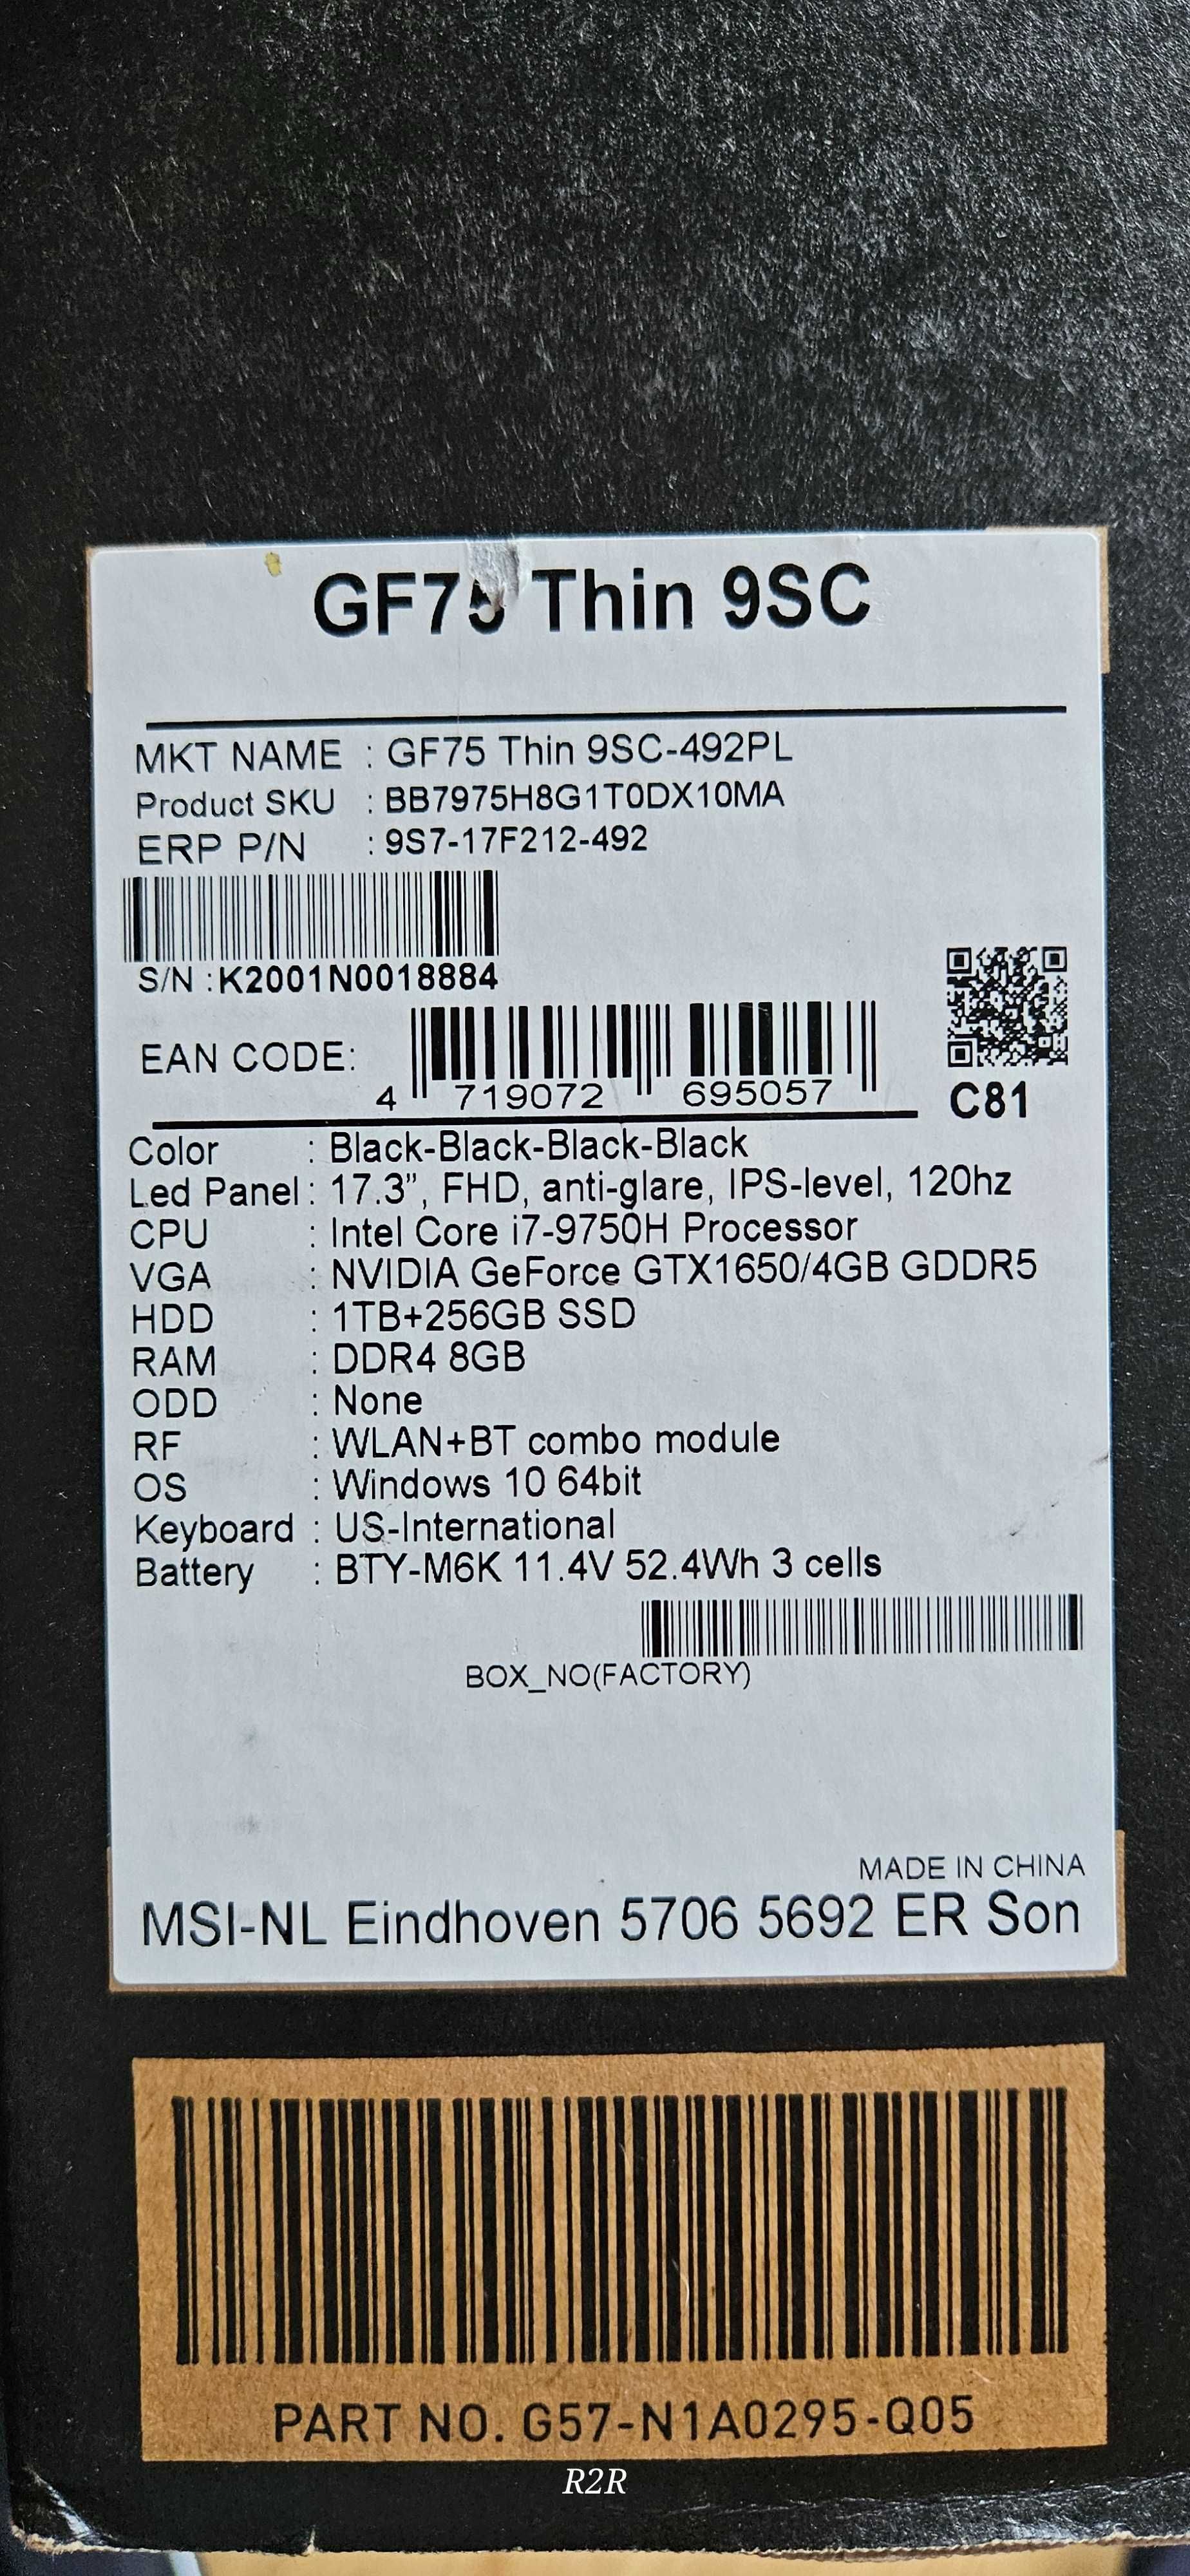 GF75 Thin 9SC
MKT NAME : GF75 Thin 9SC-492PL
Product SKU : BB7975H8G1T0DX10MA
ERP P/N : 9S7-17F212-492
S/N : K2001N0018884
EAN CODE: 4 719072 695057
C81
Color : Black-Black-Black-Black
Led Panel : 17.3”, FHD, anti-glare, IPS-level, 120hz
CPU : Intel Core i7-9750H Processor
VGA : NVIDIA GeForce GTX1650/4GB GDDR5
HDD : 1TB+256GB SSD
RAM : DDR4 8GB
ODD : None
RF : WLAN+BT combo module
OS : Windows 10 64bit
Keyboard : US-International
Battery : BTY-M6K 11.4V 52.4Wh 3 cells
BOX_NO(FACTORY)
MADE IN CHINA
MSI-NL Eindhoven 5706 5692 ER Son
PART NO. G57-N1A0295-Q05
R2R